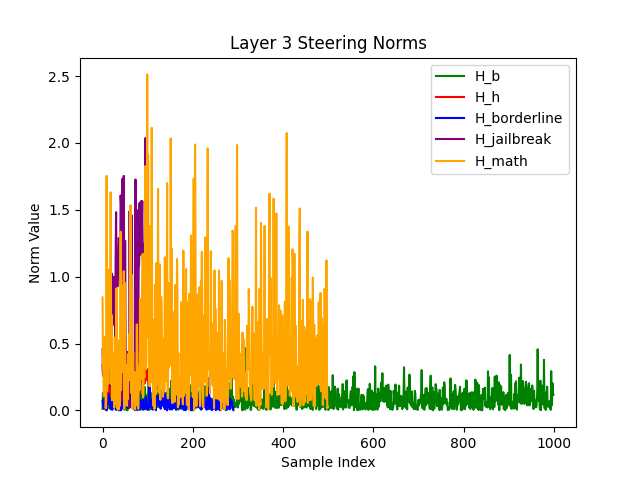 Layer 3 Steering Norms
H_b
H_h
H_borderline
H_jailbreak
H_math
Norm Value
2.5
2.0
1.5
1.0
0.5
0.0
0 200 400 600 800 1000
Sample Index